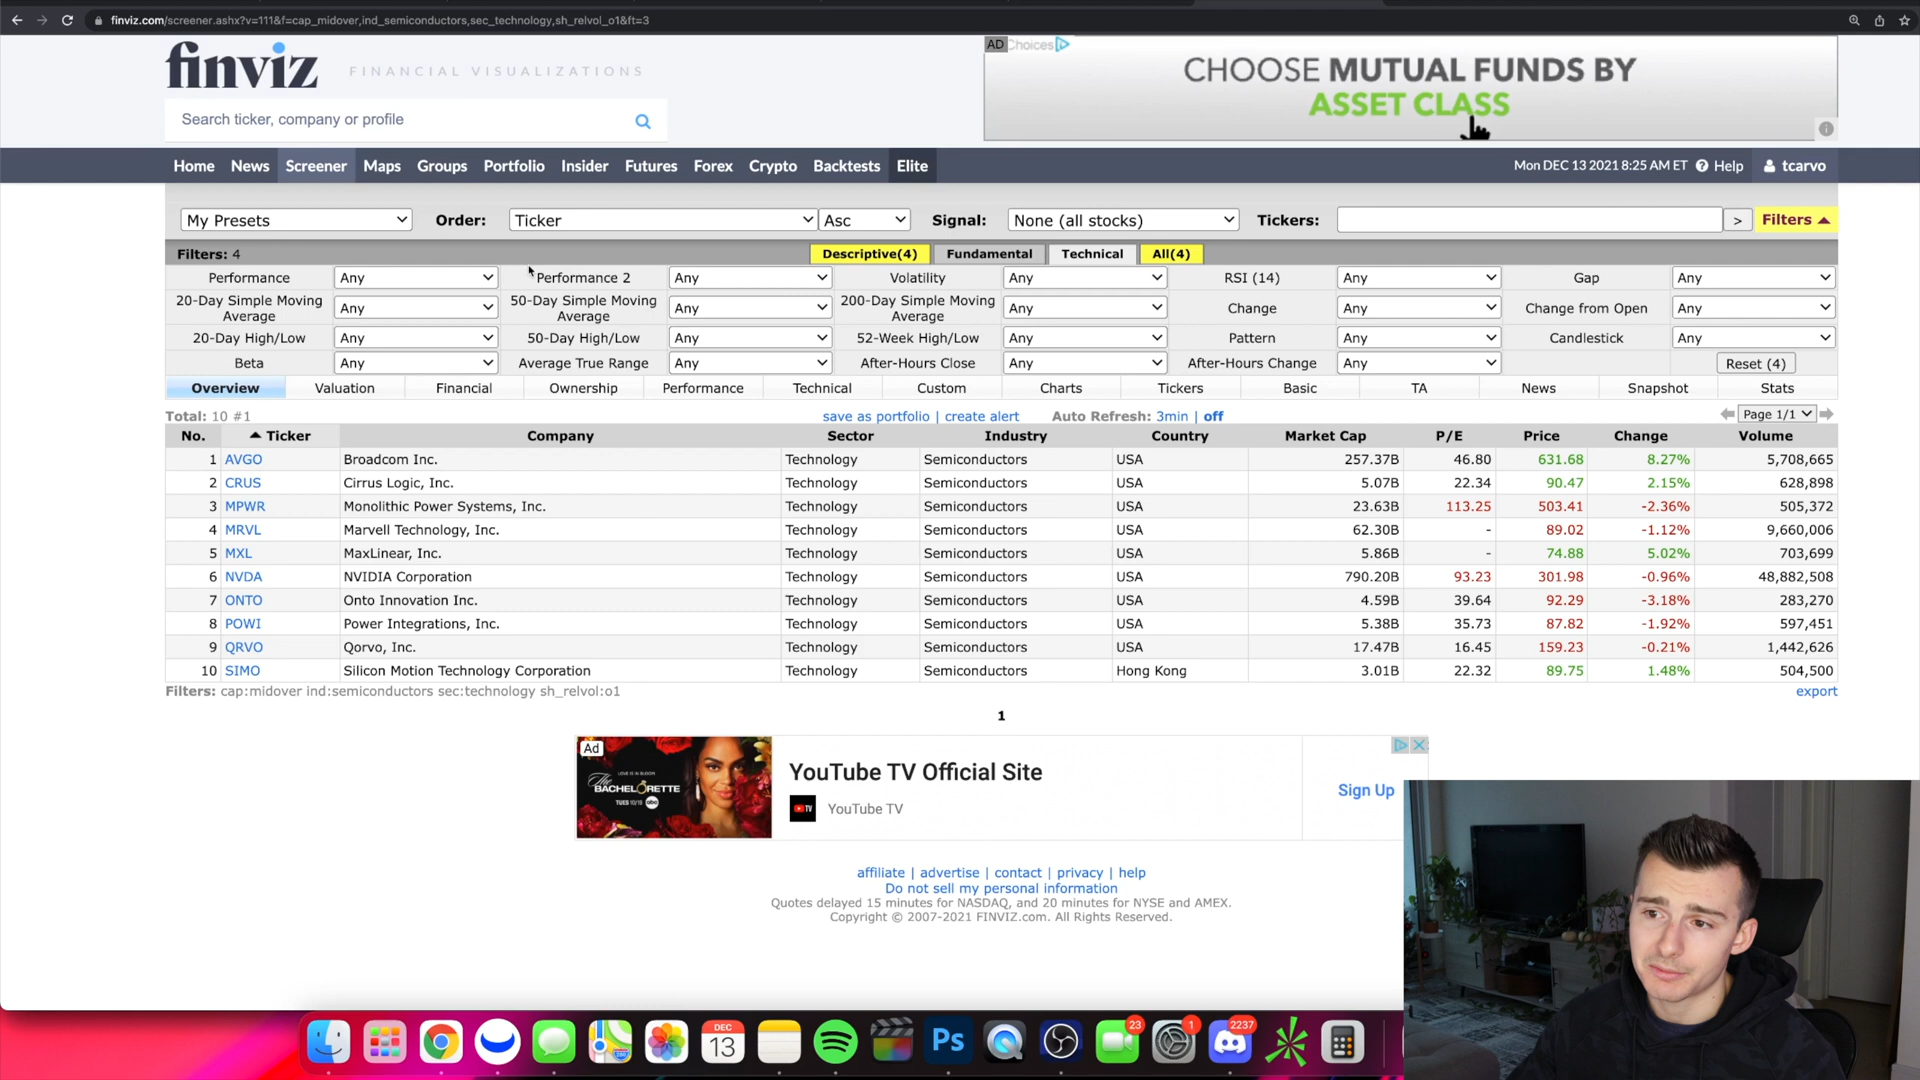 finviz.com/screener.ashx?v=111&f=cap_midover,ind_semiconductors,sec_technology,sh_relvol_o1&ft=3
finviz FINANCIAL VISUALIZATIONS
AD Choices
CHOOSE MUTUAL FUNDS BY
ASSET CLASS
Search ticker, company or profile
Home News Screener Maps Groups Portfolio Insider Futures Forex Crypto Backtests Elite Mon DEC 13 2021 8:25 AM ET Help tcarvo
My Presets Order: Ticker Asc Signal: None (all stocks) Tickers: > Filters
Filters: 4 Descriptive(4) Fundamental Technical All(4)
Performance Any Performance 2 Any Volatility Any RSI (14) Any Gap Any
20-Day Simple Moving Average Any 50-Day Simple Moving Average Any 200-Day Simple Moving Average Any Change Any Change from Open Any
20-Day High/Low Any 50-Day High/Low Any 52-Week High/Low Any Pattern Any Candlestick Any
Beta Any Average True Range Any After-Hours Close Any After-Hours Change Any Reset (4)
Overview Valuation Financial Ownership Performance Technical Custom Charts Tickers Basic TA News Snapshot Stats
Total: 10 #1 save as portfolio | create alert Auto Refresh: 3min | off Page 1/1
No. Ticker Company Sector Industry Country Market Cap P/E Price Change Volume
1 AVGO Broadcom Inc. Technology Semiconductors USA 257.37B 46.80 631.68 8.27% 5,708,665
2 CRUS Cirrus Logic, Inc. Technology Semiconductors USA 5.07B 22.34 90.47 2.15% 628,898
3 MPWR Monolithic Power Systems, Inc. Technology Semiconductors USA 23.63B 113.25 503.41 -2.36% 505,372
4 MRVL Marvell Technology, Inc. Technology Semiconductors USA 62.30B - 89.02 -1.12% 9,660,006
5 MXL MaxLinear, Inc. Technology Semiconductors USA 5.86B - 74.88 5.02% 703,699
6 NVDA NVIDIA Corporation Technology Semiconductors USA 790.20B 93.23 301.98 -0.96% 48,882,508
7 ONTO Onto Innovation Inc. Technology Semiconductors USA 4.59B 39.64 92.29 -3.18% 283,270
8 POWI Power Integrations, Inc. Technology Semiconductors USA 5.38B 35.73 87.82 -1.92% 597,451
9 QRVO Qorvo, Inc. Technology Semiconductors USA 17.47B 16.45 159.23 -0.21% 1,442,626
10 SIMO Silicon Motion Technology Corporation Technology Semiconductors Hong Kong 3.01B 22.32 89.75 1.48% 504,500
Filters: cap:midover ind:semiconductors sec:technology sh_relvol:o1 export
1
Ad
LOVE IS IN BLOOM
The BACHELORETTE
TUES 10/19 abc
YouTube TV Official Site
TV YouTube TV
Sign Up
affiliate | advertise | contact | privacy | help
Do not sell my personal information
Quotes delayed 15 minutes for NASDAQ, and 20 minutes for NYSE and AMEX.
Copyright © 2007-2021 FINVIZ.com. All Rights Reserved.
DEC
13
Ps
23
1
2237